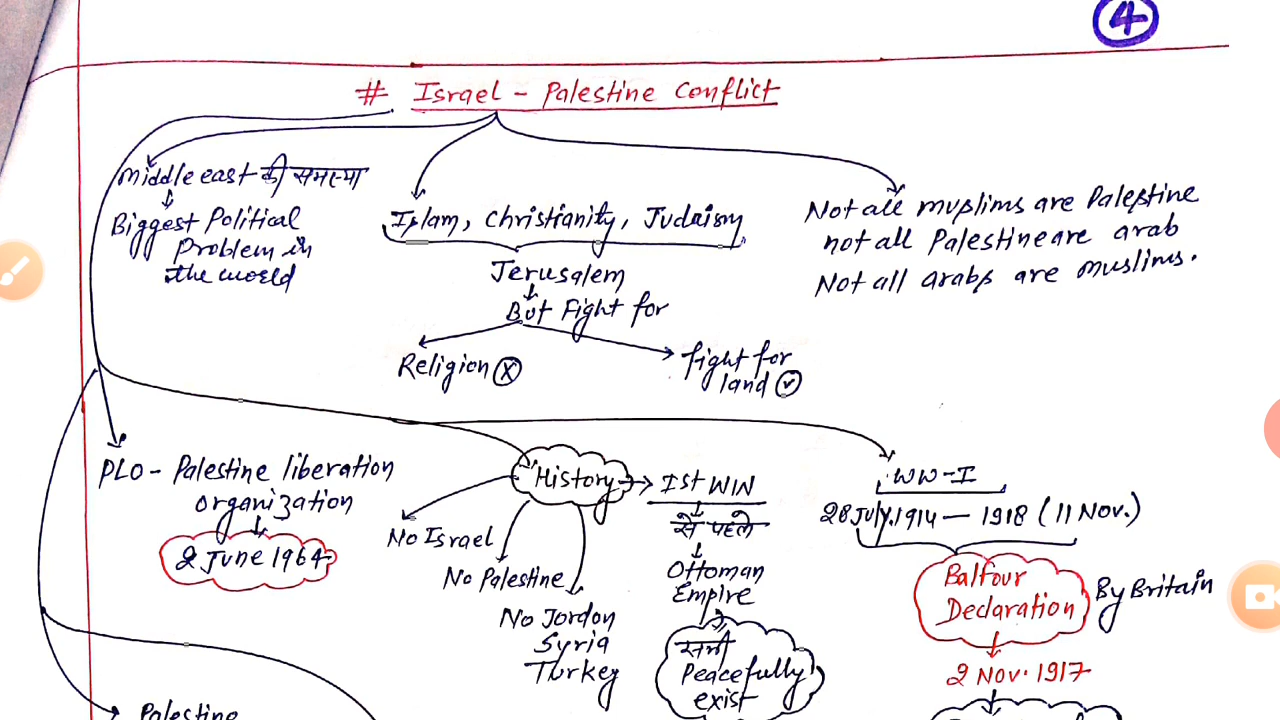 4
# Israel - Palestine Conflict
Middle east की समस्या
Biggest Political
Problem in
the world
Islam, Christianity, Judaism
Jerusalem
But Fight for
Religion X
fight for
land
Not all muslims are Palestine
not all Palestine are arab
Not all arabs are muslims.
PLO - Palestine liberation
organization
2 June 1964
History
No Israel
No Palestine
No Jordon
Syria
Turkey
Ist WIN
से पहले
Ottoman
Empire
सभी
Peacefully
exist
WW-I
28 July. 1914 - 1918 (11 Nov.)
Balfour
Declaration
By Britain
2 Nov. 1917
Palestine